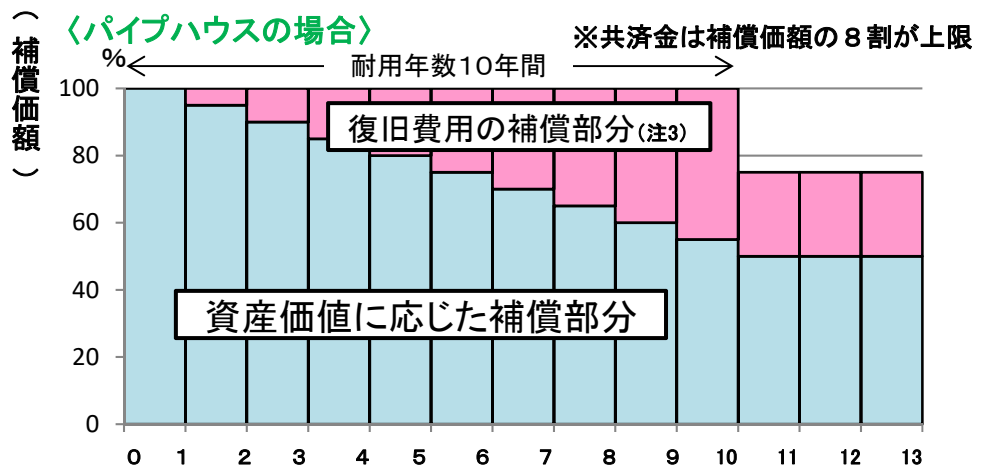 （補償価額）
〈パイプハウスの場合〉
※共済金は補償価額の８割が上限
%
耐用年数１０年間
100
80
60
40
20
0
復旧費用の補償部分(注3)
資産価値に応じた補償部分
0 1 2 3 4 5 6 7 8 9 10 11 12 13